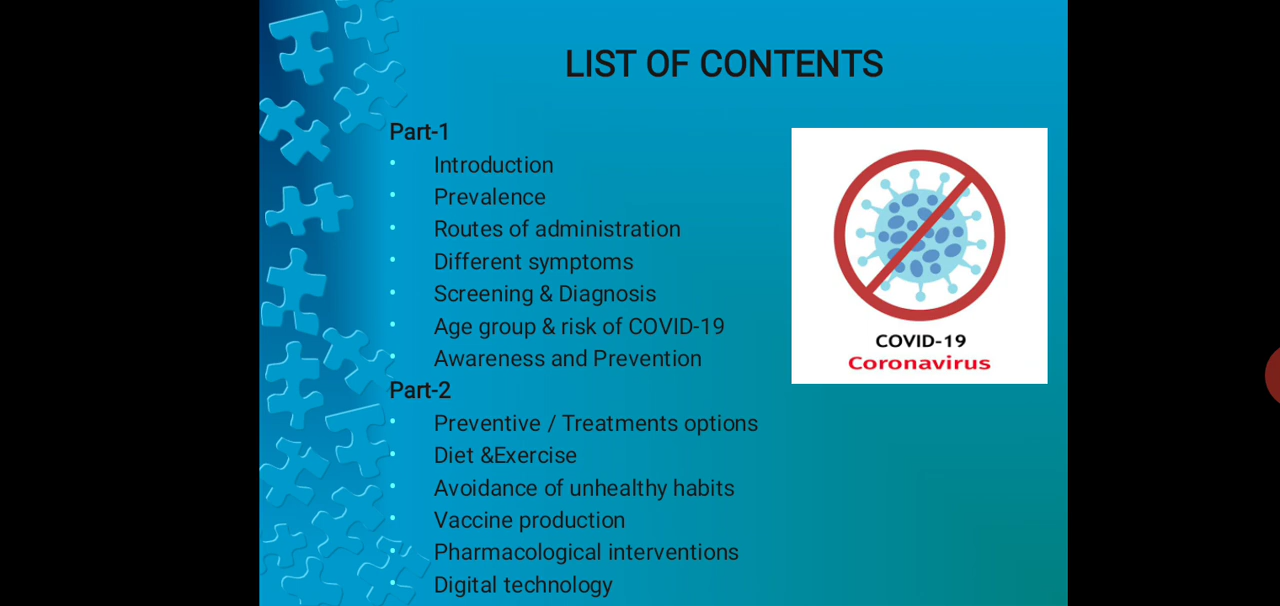 LIST OF CONTENTS
Part-1
• Introduction
• Prevalence
• Routes of administration
• Different symptoms
• Screening & Diagnosis
• Age group & risk of COVID-19
• Awareness and Prevention
Part-2
• Preventive / Treatments options
• Diet &Exercise
• Avoidance of unhealthy habits
• Vaccine production
• Pharmacological interventions
• Digital technology
COVID-19
Coronavirus